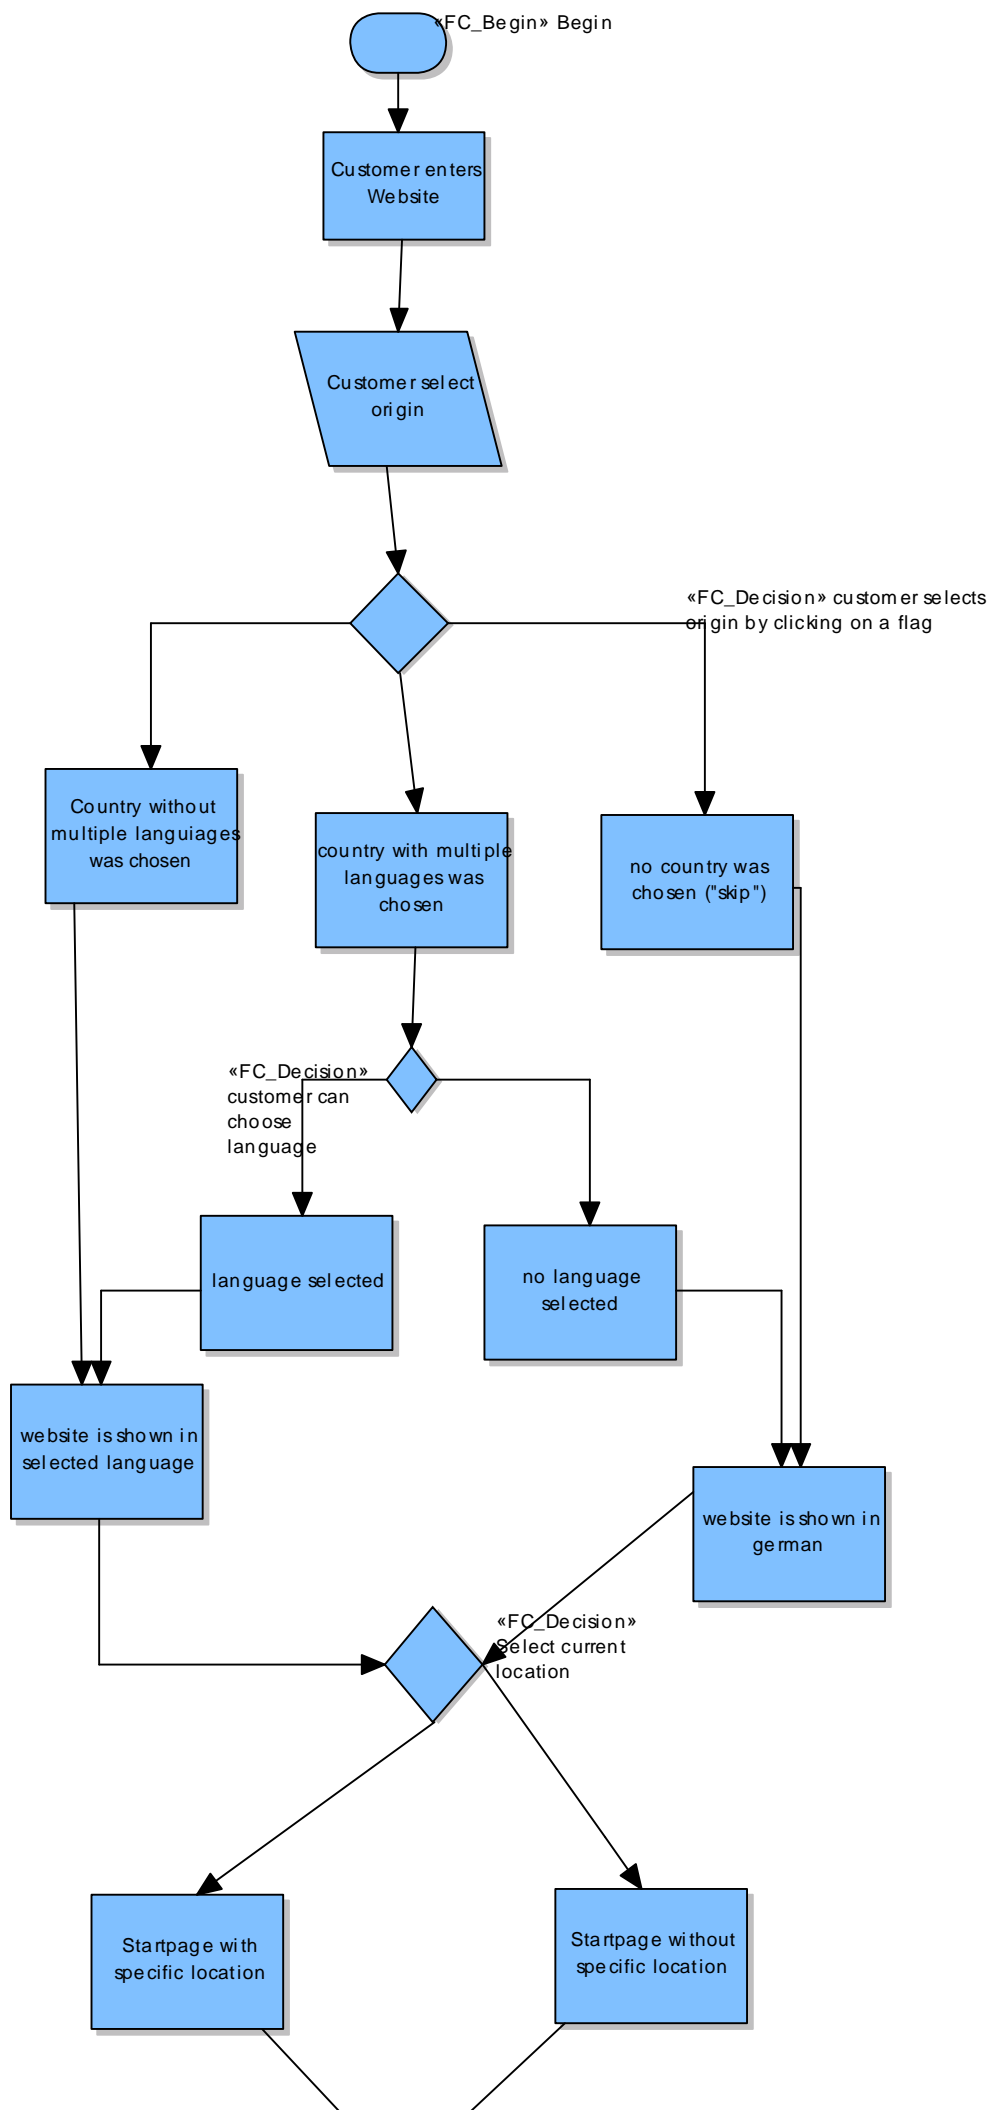 «FC_Begin» Begin
Customer enters
Website
Customer select
origin
«FC_Decision» customer selects
origin by clicking on a flag
Country without
multiple languiages
was chosen
country with multiple
languages was
chosen
no country was
chosen ("skip")
«FC_Decision»
customer can
choose
language
language selected
no language
selected
website is shown in
selected language
website is shown in
german
«FC_Decision»
Select current
location
Startpage with
specific location
Startpage without
specific location